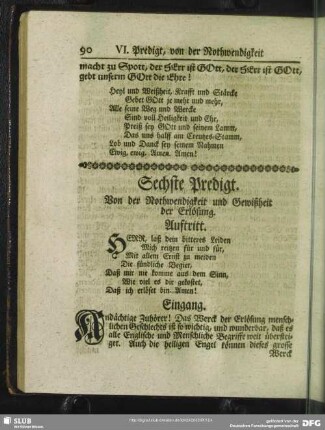 90 VI. Predigt, von der Nothwendigkeit
macht zu Spott, der HErr ist GOtt, der HErr ist GOtt,
gebt unserm GOtt die Ehre!
Heyl und Weißheit, Krafft und Stärcke
Gebet GOtt je mehr und mehr,
Alle seine Weg und Wercke
Sind voll Heiligkeit und Ehr,
Preiß sey GOtt und seinem Lamm,
Das uns halff am Creutzes-Stamm,
Lob und Danck sey seinem Nahmen
Ewig, ewig, Amen, Amen!
Sechste Predigt.
Von der Nothwendigkeit und Gewißheit
der Erlösung.
Auftritt.
HERR, laß dein bitteres Leiden
Mich reitzen für und für,
Mit allem Ernst zu meiden
Die sündliche Begier,
Daß mir nie komme aus dem Sinn,
Wie viel es dir gekostet,
Daß ich erlöset bin. Amen!
Eingang.
Andächtige Zuhörer! Das Werck der Erlösung mensch-
lichen Geschlechts ist so wichtig, und wunderbar, daß es
alle Englische und Menschliche Begriffe weit überstei-
get. Auch die heiligen Engel können dieses grosse
Werck
SLUB
DFG